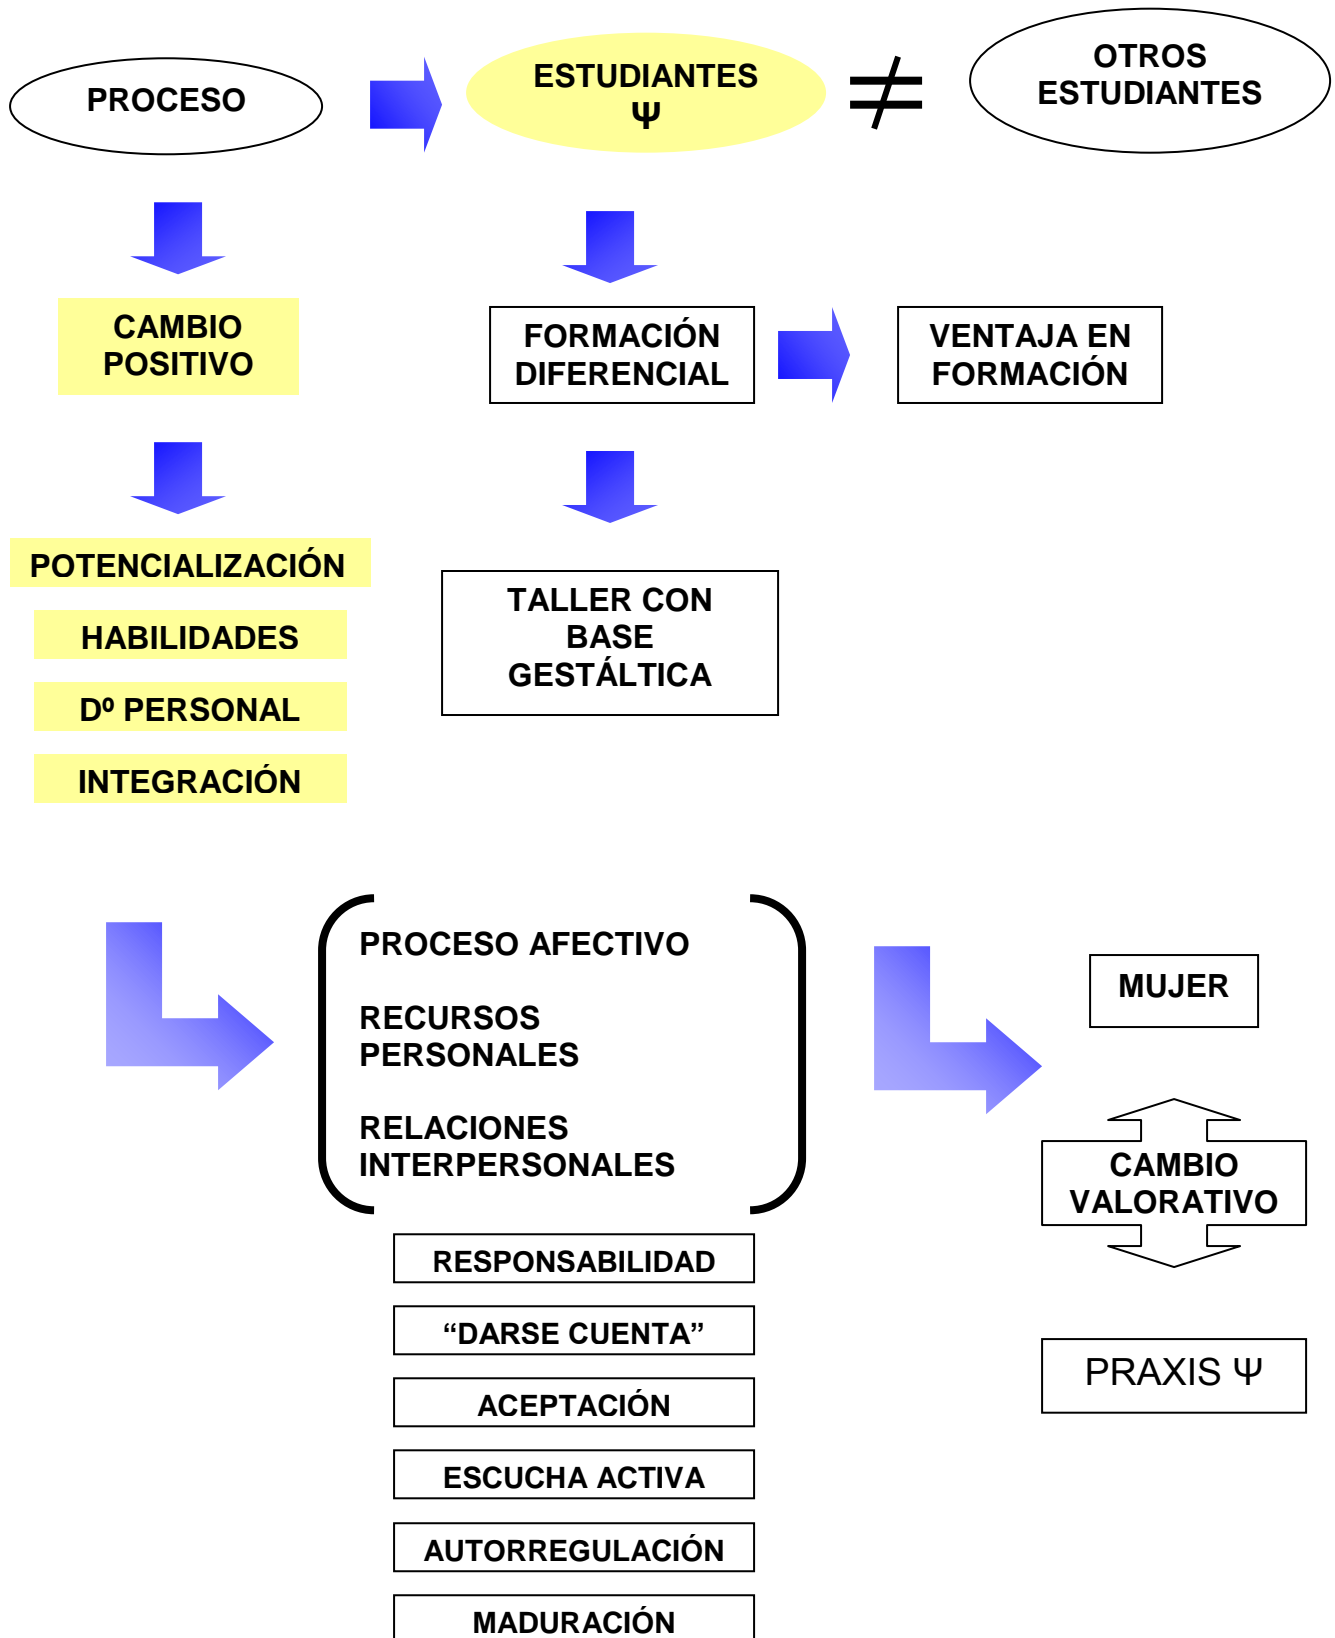 PROCESO
ESTUDIANTES
Ψ
≠
OTROS
ESTUDIANTES
CAMBIO
POSITIVO
FORMACIÓN
DIFERENCIAL
VENTAJA EN
FORMACIÓN
POTENCIALIZACIÓN
HABILIDADES
Dº PERSONAL
INTEGRACIÓN
TALLER CON
BASE
GESTÁLTICA
PROCESO AFECTIVO
RECURSOS
PERSONALES
RELACIONES
INTERPERSONALES
RESPONSABILIDAD
“DARSE CUENTA”
ACEPTACIÓN
ESCUCHA ACTIVA
AUTORREGULACIÓN
MADURACIÓN
MUJER
CAMBIO
VALORATIVO
PRAXIS Ψ